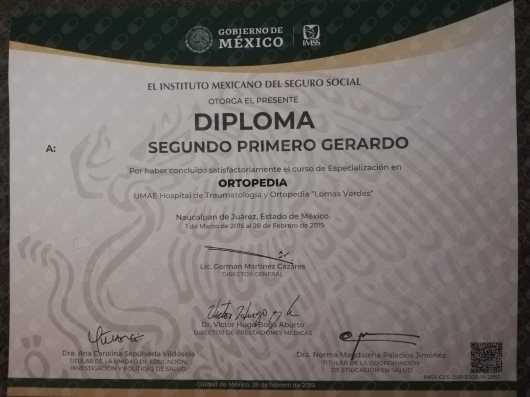 GOBIERNO DE
MÉXICO
IMSS
EL INSTITUTO MEXICANO DEL SEGURO SOCIAL
OTORGA EL PRESENTE
DIPLOMA
A: SEGUNDO PRIMERO GERARDO
Por haber concluido satisfactoriamente el curso de Especialización en
ORTOPEDIA
UMAE Hospital de Traumatología y Ortopedia "Lomas Verdes"
Naucalpan de Juárez, Estado de México.
1 de Marzo de 2015 al 28 de Febrero de 2019.
Lic. Germán Martínez Cázares
DIRECTOR GENERAL
Dr. Víctor Hugo Borja Aburto
DIRECTOR DE PRESTACIONES MÉDICAS
Dra. Ana Carolina Sepúlveda Vildósola
TITULAR DE LA UNIDAD DE EDUCACIÓN,
INVESTIGACIÓN Y POLÍTICAS DE SALUD
Dra. Norma Magdalena Palacios Jiménez
TITULAR DE LA COORDINACIÓN
DE EDUCACIÓN EN SALUD
Ciudad de México, 28 de febrero de 2019.